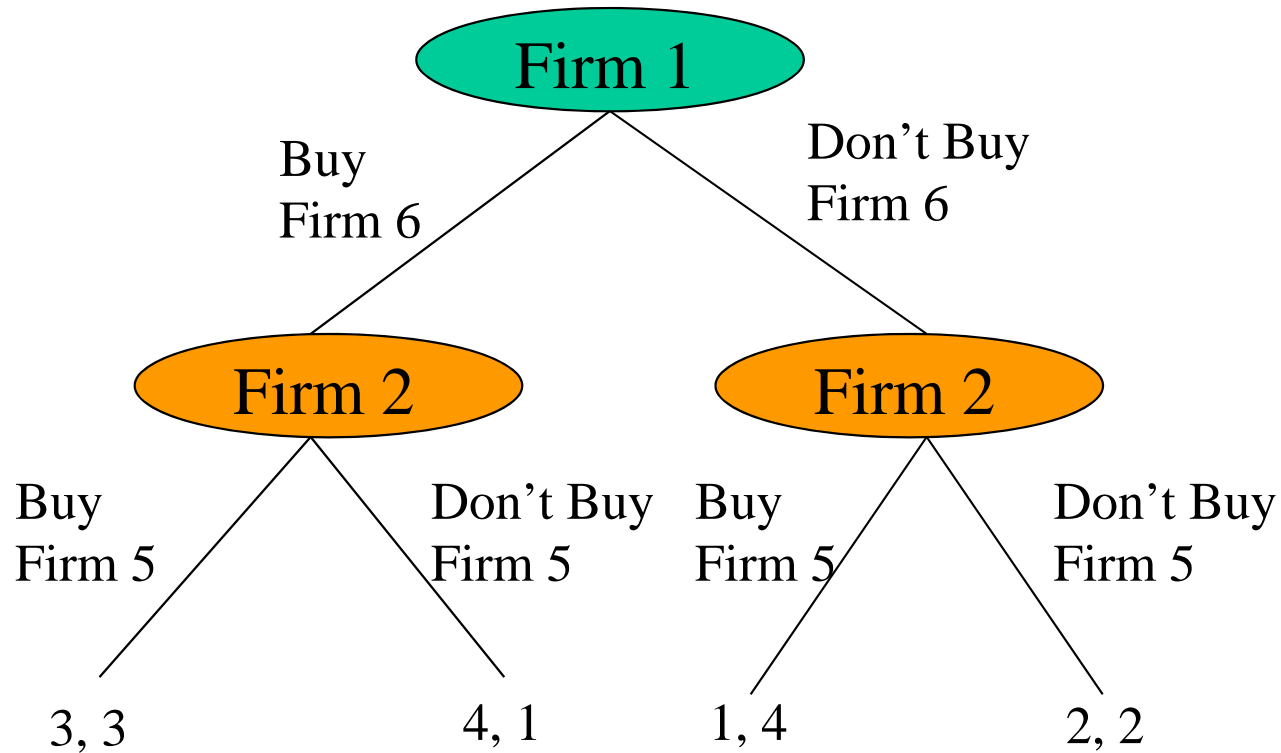 Firm 1
Buy
Firm 6
Don’t Buy
Firm 6
Firm 2
Firm 2
Buy
Firm 5
Don’t Buy
Firm 5
Buy
Firm 5
Don’t Buy
Firm 5
3, 3
4, 1
1, 4
2, 2